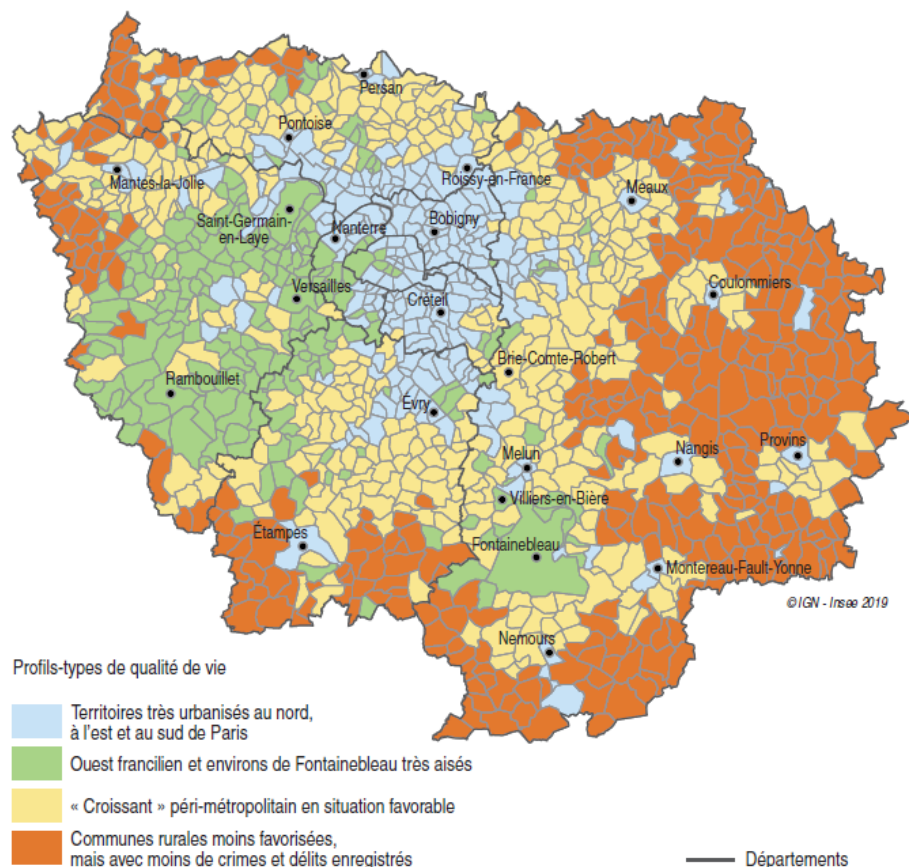 Persan
Pontoise
Mantes-la-Jolie
Roissy-en-France
Meaux
Saint-Germain-
en-Laye
Nanterre
Bobigny
Versailles
Créteil
Coulommiers
Brie-Comte-Robert
Rambouillet
Évry
Melun
Nangis
Provins
Villiers-en-Bière
Étampes
Fontainebleau
Montereau-Fault-Yonne
© IGN - Insee 2019
Nemours
Profils-types de qualité de vie
Territoires très urbanisés au nord,
à l'est et au sud de Paris
Ouest francilien et environs de Fontainebleau très aisés
« Croissant » péri-métropolitain en situation favorable
Communes rurales moins favorisées,
mais avec moins de crimes et délits enregistrés
Départements